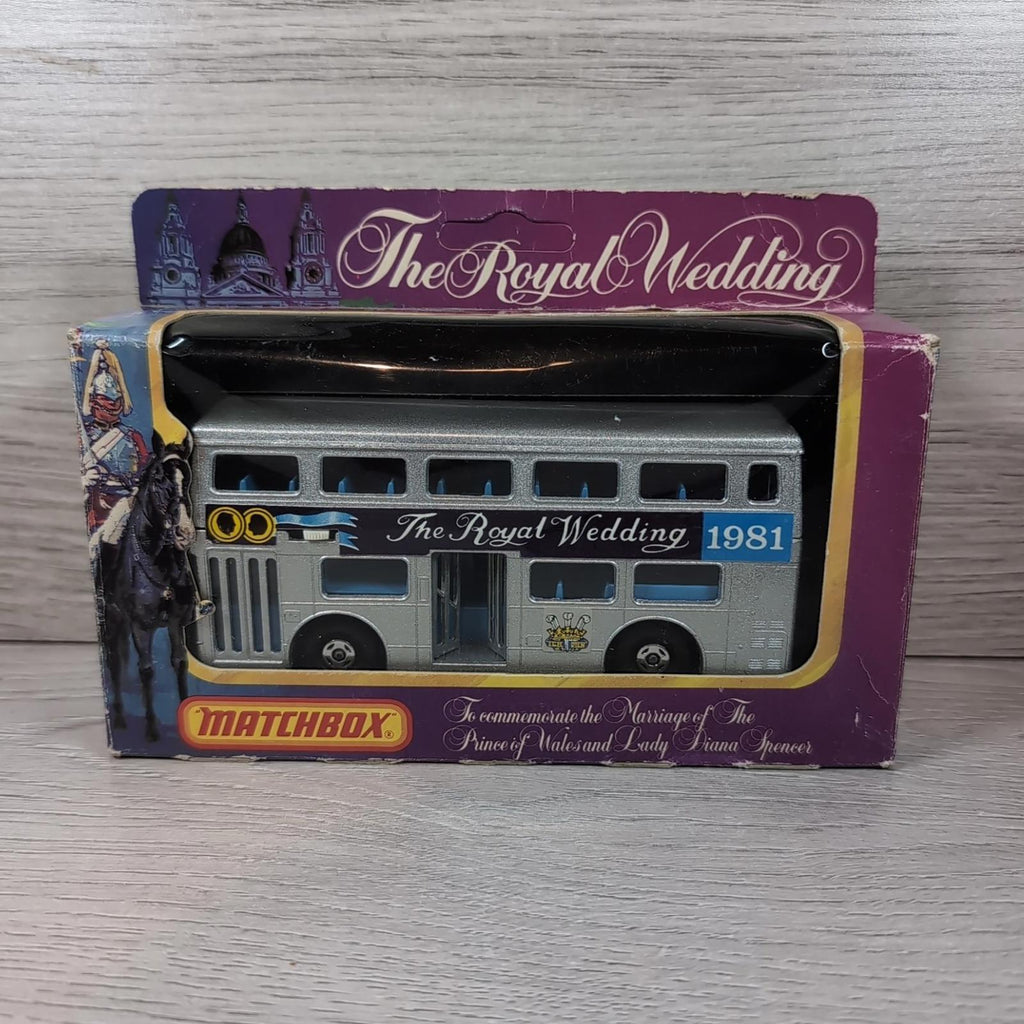 The Royal Wedding
The Royal Wedding 1981
"MATCHBOX"®
To commemorate the Marriage of The
Prince of Wales and Lady Diana Spencer